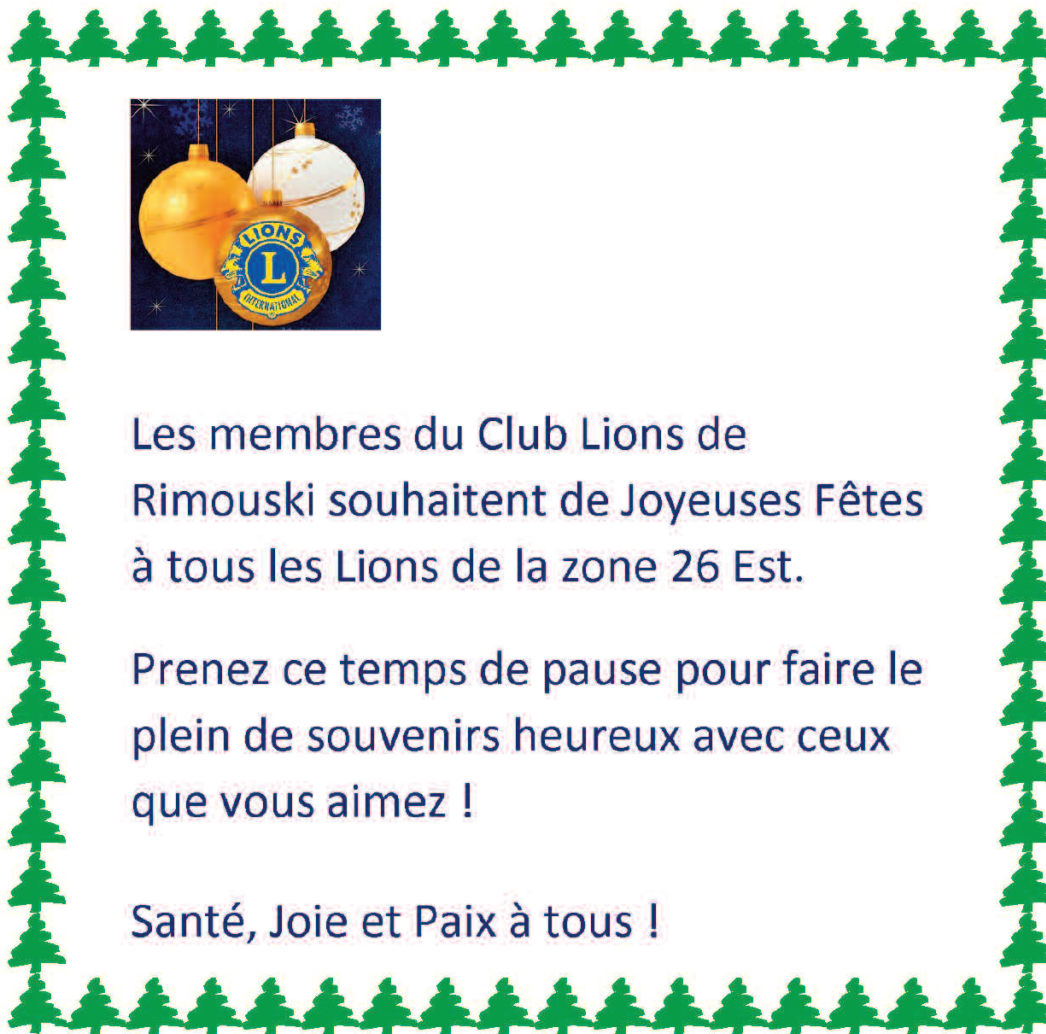 LIONS
L
INTERNATIONAL
Les membres du Club Lions de
Rimouski souhaitent de Joyeuses Fêtes
à tous les Lions de la zone 26 Est.
Prenez ce temps de pause pour faire le
plein de souvenirs heureux avec ceux
que vous aimez !
Santé, Joie et Paix à tous !